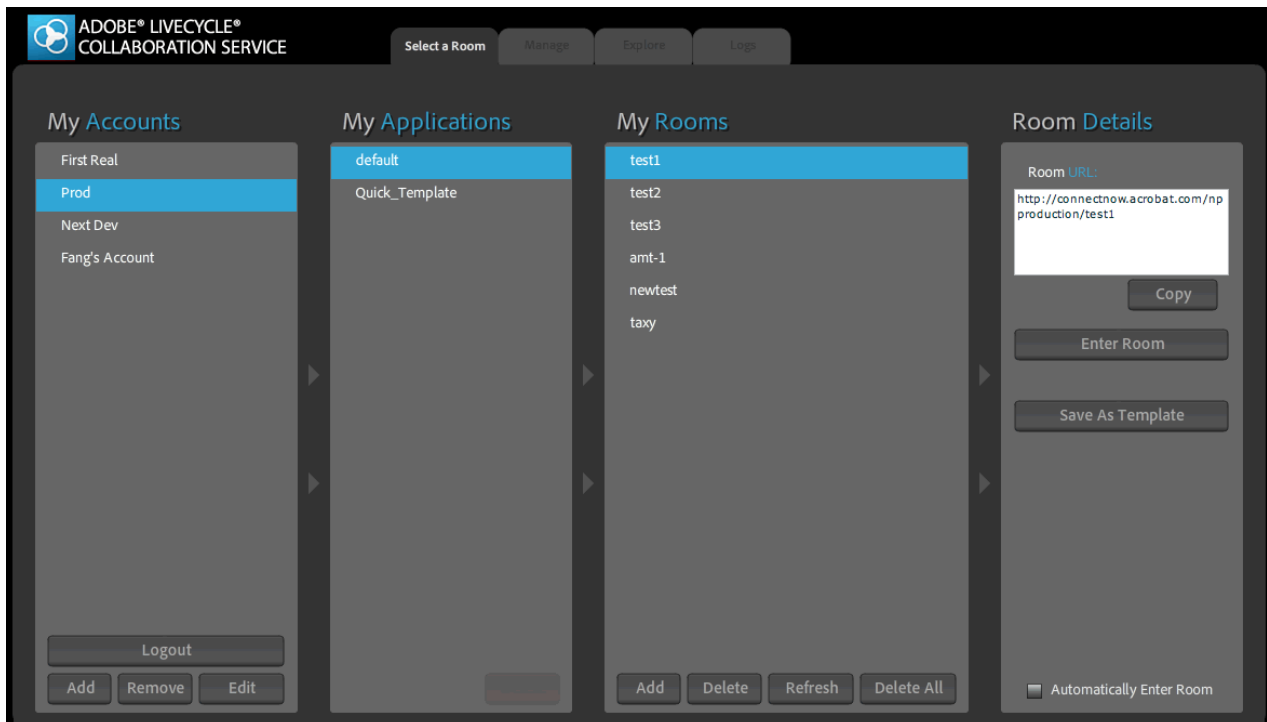 ADOBE® LIVECYCLE®
COLLABORATION SERVICE
Select a Room
Manage
Explore
Logs
My Accounts
First Real
Prod
Next Dev
Fang's Account
Logout
Add
Remove
Edit
My Applications
default
Quick_Template
My Rooms
test1
test2
test3
amt-1
newtest
taxy
Add
Delete
Refresh
Delete All
Room Details
Room URL:
http://connectnow.acrobat.com/np
production/test1
Copy
Enter Room
Save As Template
Automatically Enter Room